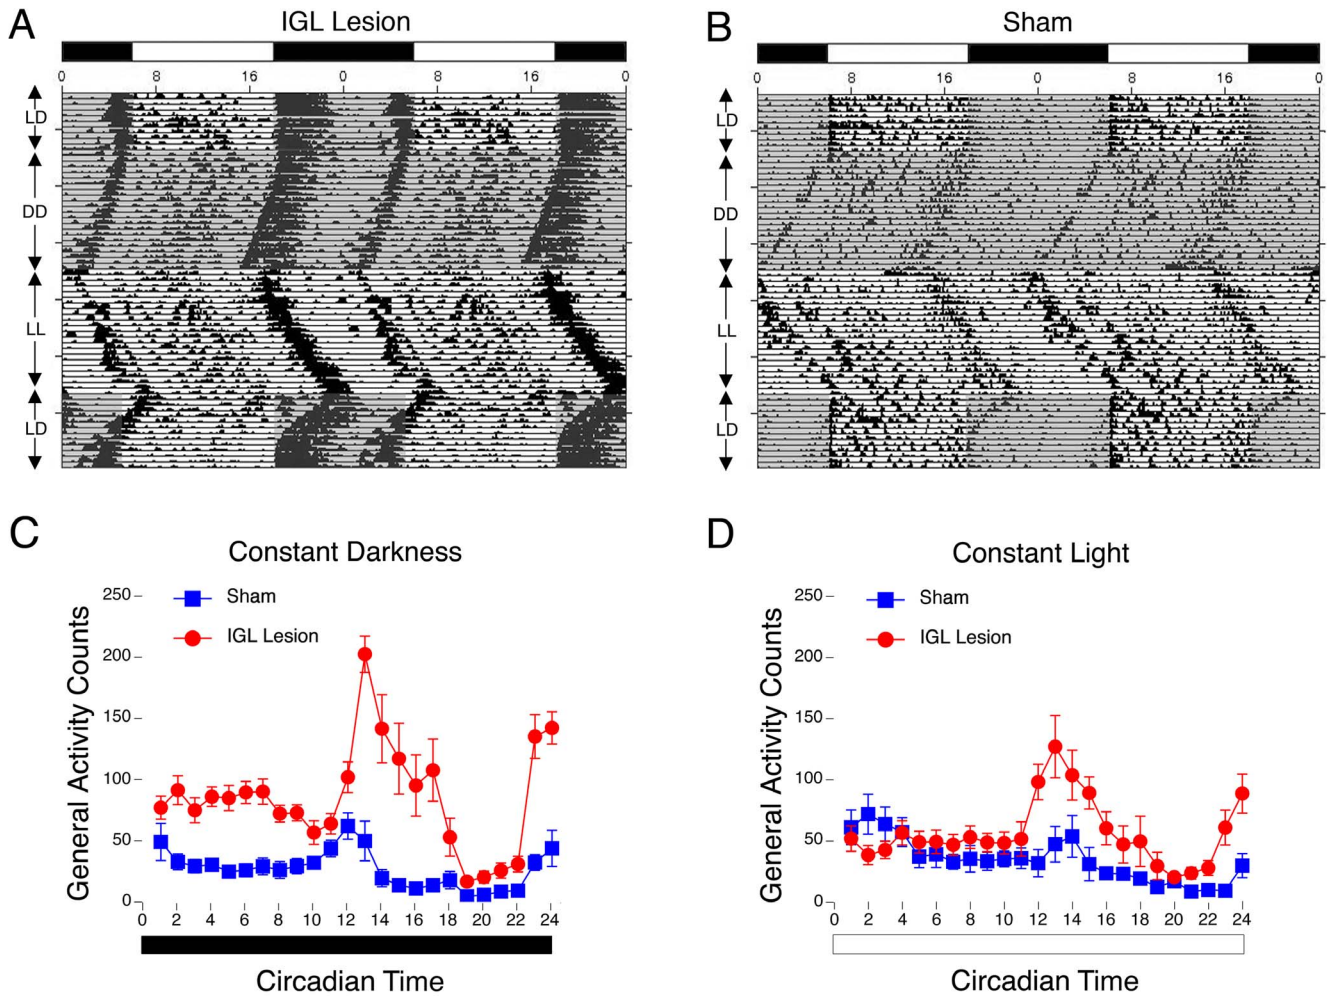 A
IGL Lesion
0 8 16 0 8 16 0
LD
DD
LL
LD
B
Sham
0 8 16 0 8 16 0
LD
DD
LL
LD
C
Constant Darkness
General Activity Counts
250
200
150
100
50
0
Sham
IGL Lesion
0 2 4 6 8 10 12 14 16 18 20 22 24
Circadian Time
D
Constant Light
General Activity Counts
250
200
150
100
50
0
Sham
IGL Lesion
0 2 4 6 8 10 12 14 16 18 20 22 24
Circadian Time